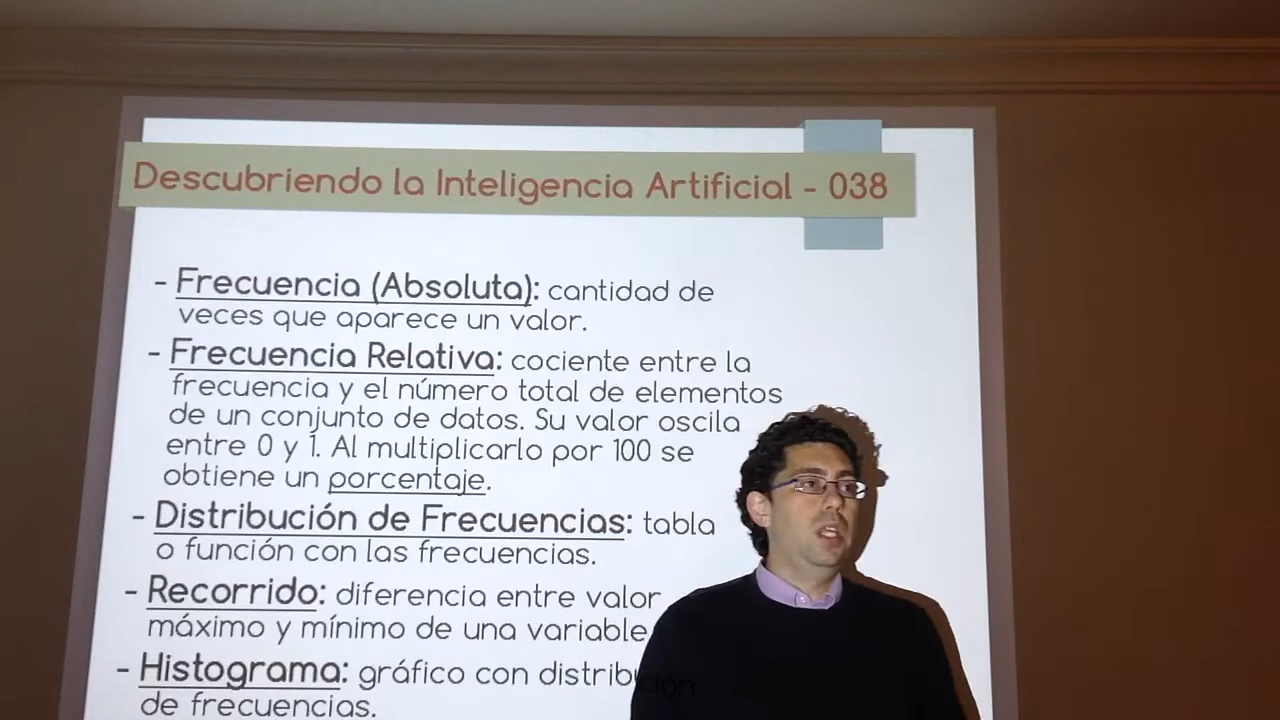 Descubriendo la Inteligencia Artificial - 038
- Frecuencia (Absoluta): cantidad de
veces que aparece un valor.
- Frecuencia Relativa: cociente entre la
frecuencia y el número total de elementos
de un conjunto de datos. Su valor oscila
entre 0 y 1. Al multiplicarlo por 100 se
obtiene un porcentaje.
- Distribución de Frecuencias: tabla
o función con las frecuencias.
- Recorrido: diferencia entre valor
máximo y mínimo de una variable
- Histograma: gráfico con distribución
de frecuencias.